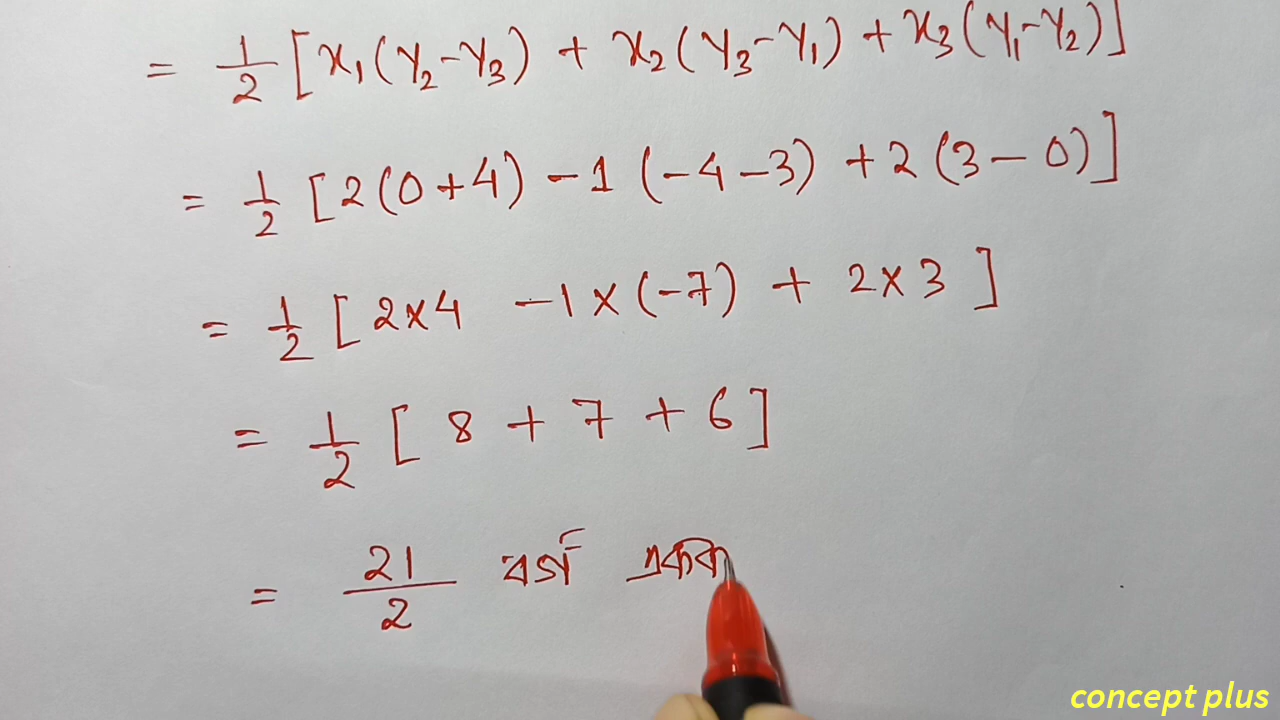 = 1/2 [x₁(y₂-y₃) + x₂(y₃-y₁) + x₃(y₁-y₂)]
= 1/2 [2(0+4) -1 (-4-3) +2 (3-0)]
= 1/2 [2×4 -1×(-7) + 2×3]
= 1/2 [8+7+6]
= 21/2 বর্গ একক
concept plus